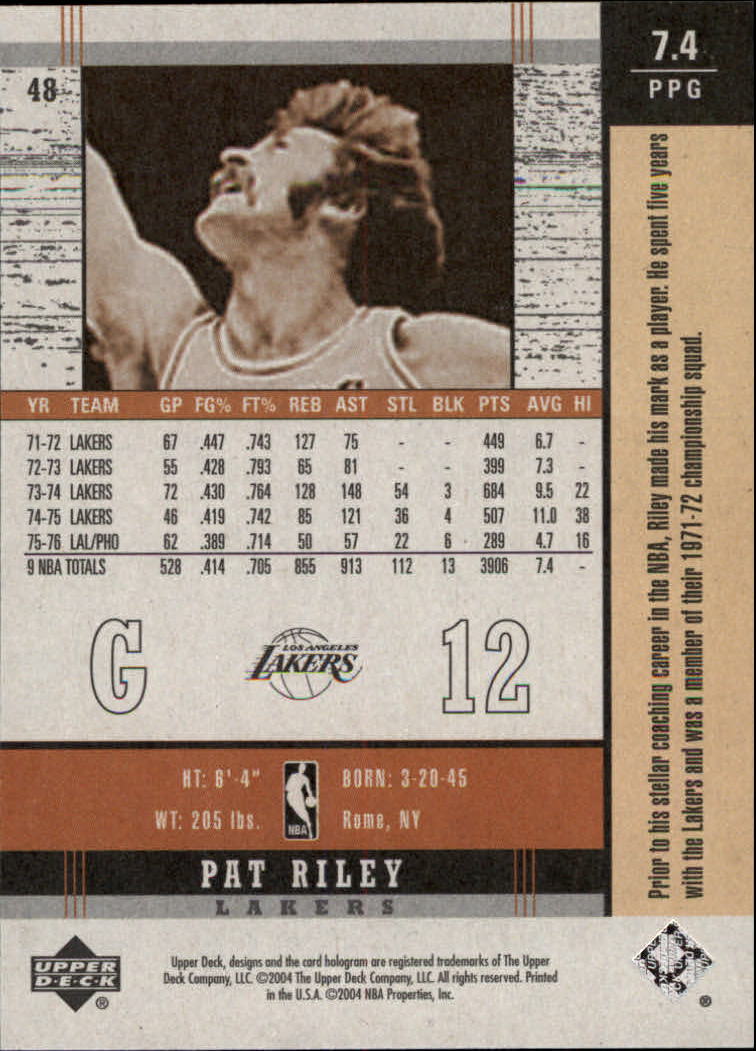 7.4
PPG
48
YR TEAM GP FG% FT% REB AST STL BLK PTS AVG HI
71-72 LAKERS 67 .447 .743 127 75 - - 449 6.7 -
72-73 LAKERS 55 .428 .793 65 81 - - 399 7.3 -
73-74 LAKERS 72 .430 .764 128 148 54 3 684 9.5 22
74-75 LAKERS 46 .419 .742 85 121 36 4 507 11.0 38
75-76 LAL/PHO 62 .389 .714 50 57 22 6 289 4.7 16
9 NBA TOTALS 528 .414 .705 855 913 112 13 3906 7.4 -
G
LOS ANGELES
LAKERS
12
HT: 6'-4" BORN: 3-20-45
WT: 205 lbs. Rome, NY
NBA
PAT RILEY
LAKERS
Prior to his stellar coaching career in the NBA, Riley made his mark as a player. He spent five years
with the Lakers and was a member of their 1971-72 championship squad.
UPPER
D·E·C·K
®
Upper Deck, designs and the card hologram are registered trademarks of The Upper
Deck Company, LLC. ©2004 The Upper Deck Company, LLC. All rights reserved. Printed
in the U.S.A. ©2004 NBA Properties, Inc.
®